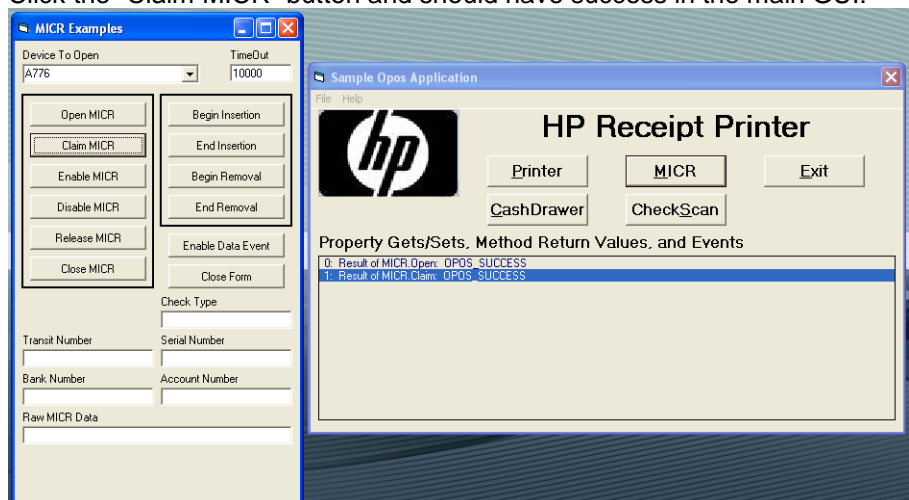 Click the "Claim MICR" button and should have success in the main GUI.
MICR Examples
Device To Open
TimeOut
A776
10000
Open MICR
Begin Insertion
Claim MICR
End Insertion
Enable MICR
Begin Removal
Disable MICR
End Removal
Release MICR
Enable Data Event
Close MICR
Close Form
Check Type
Transit Number
Serial Number
Bank Number
Account Number
Raw MICR Data
Sample Opos Application
File Help
hp
HP Receipt Printer
Printer
MICR
Exit
CashDrawer
CheckScan
Property Gets/Sets, Method Return Values, and Events
0: Result of MICR.Open: OPOS_SUCCESS
1: Result of MICR.Claim: OPOS_SUCCESS